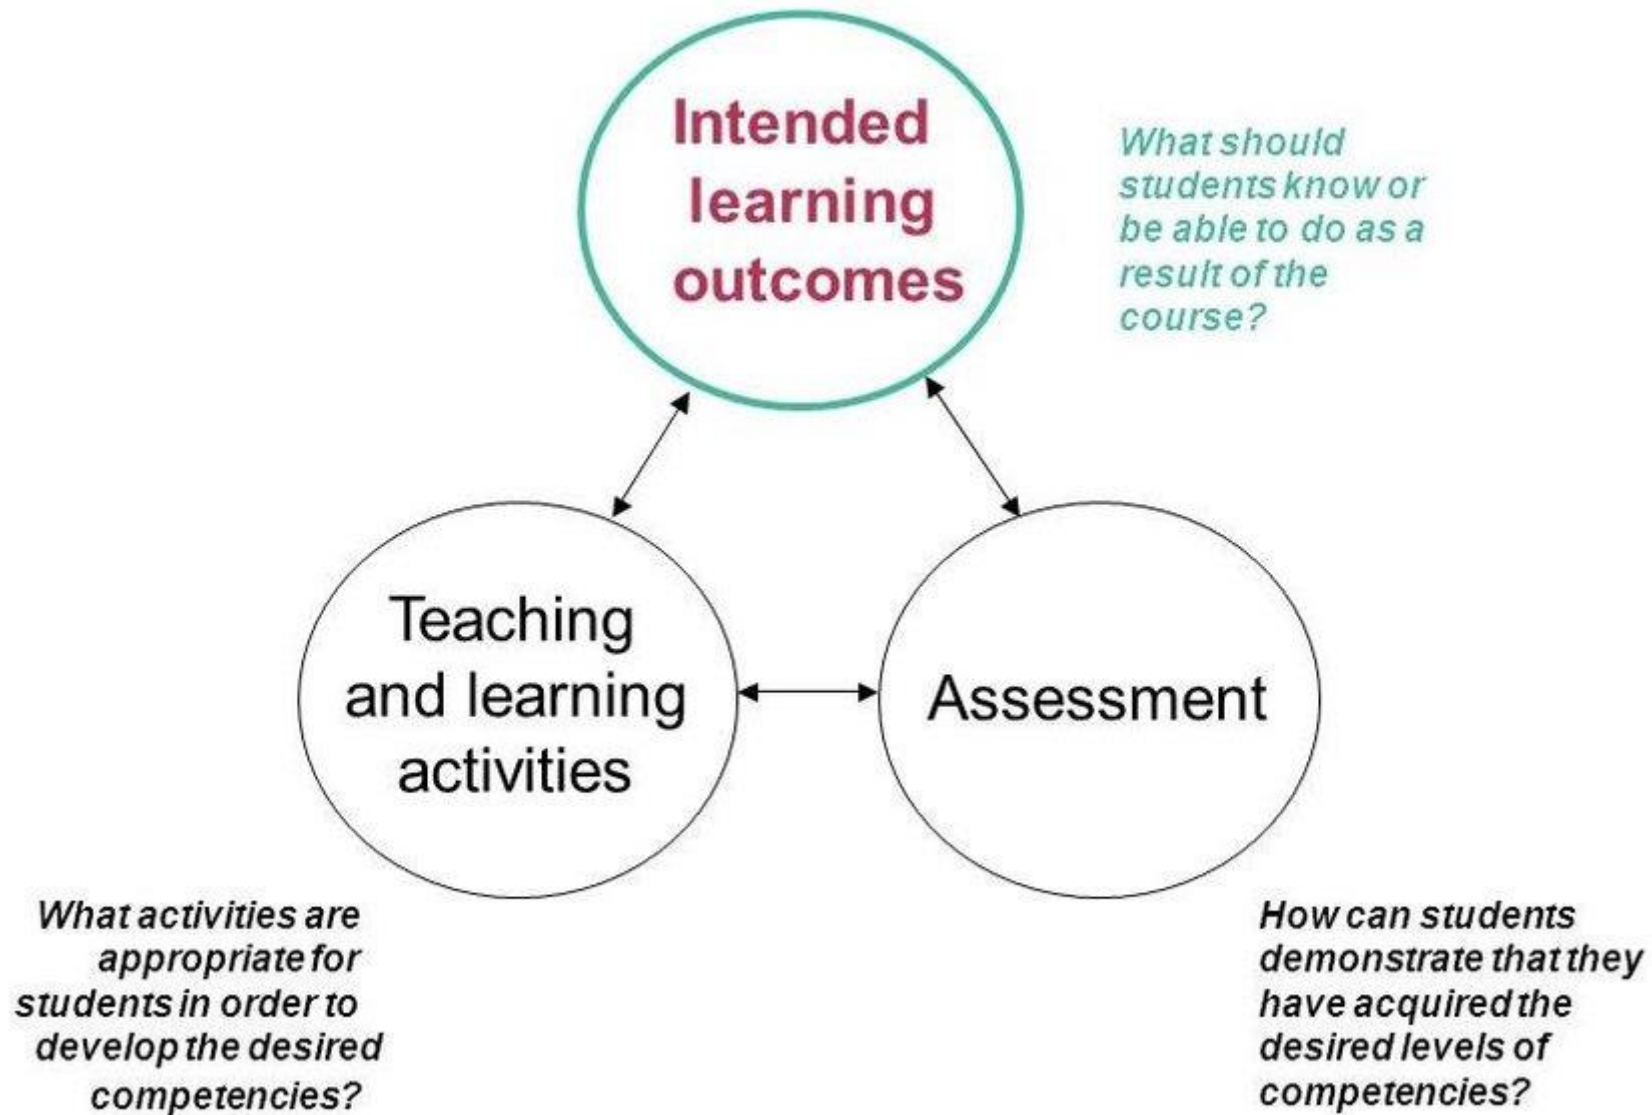 Intended
learning
outcomes
What should
students know or
be able to do as a
result of the
course?
Teaching
and learning
activities
Assessment
What activities are
appropriate for
students in order to
develop the desired
competencies?
How can students
demonstrate that they
have acquired the
desired levels of
competencies?